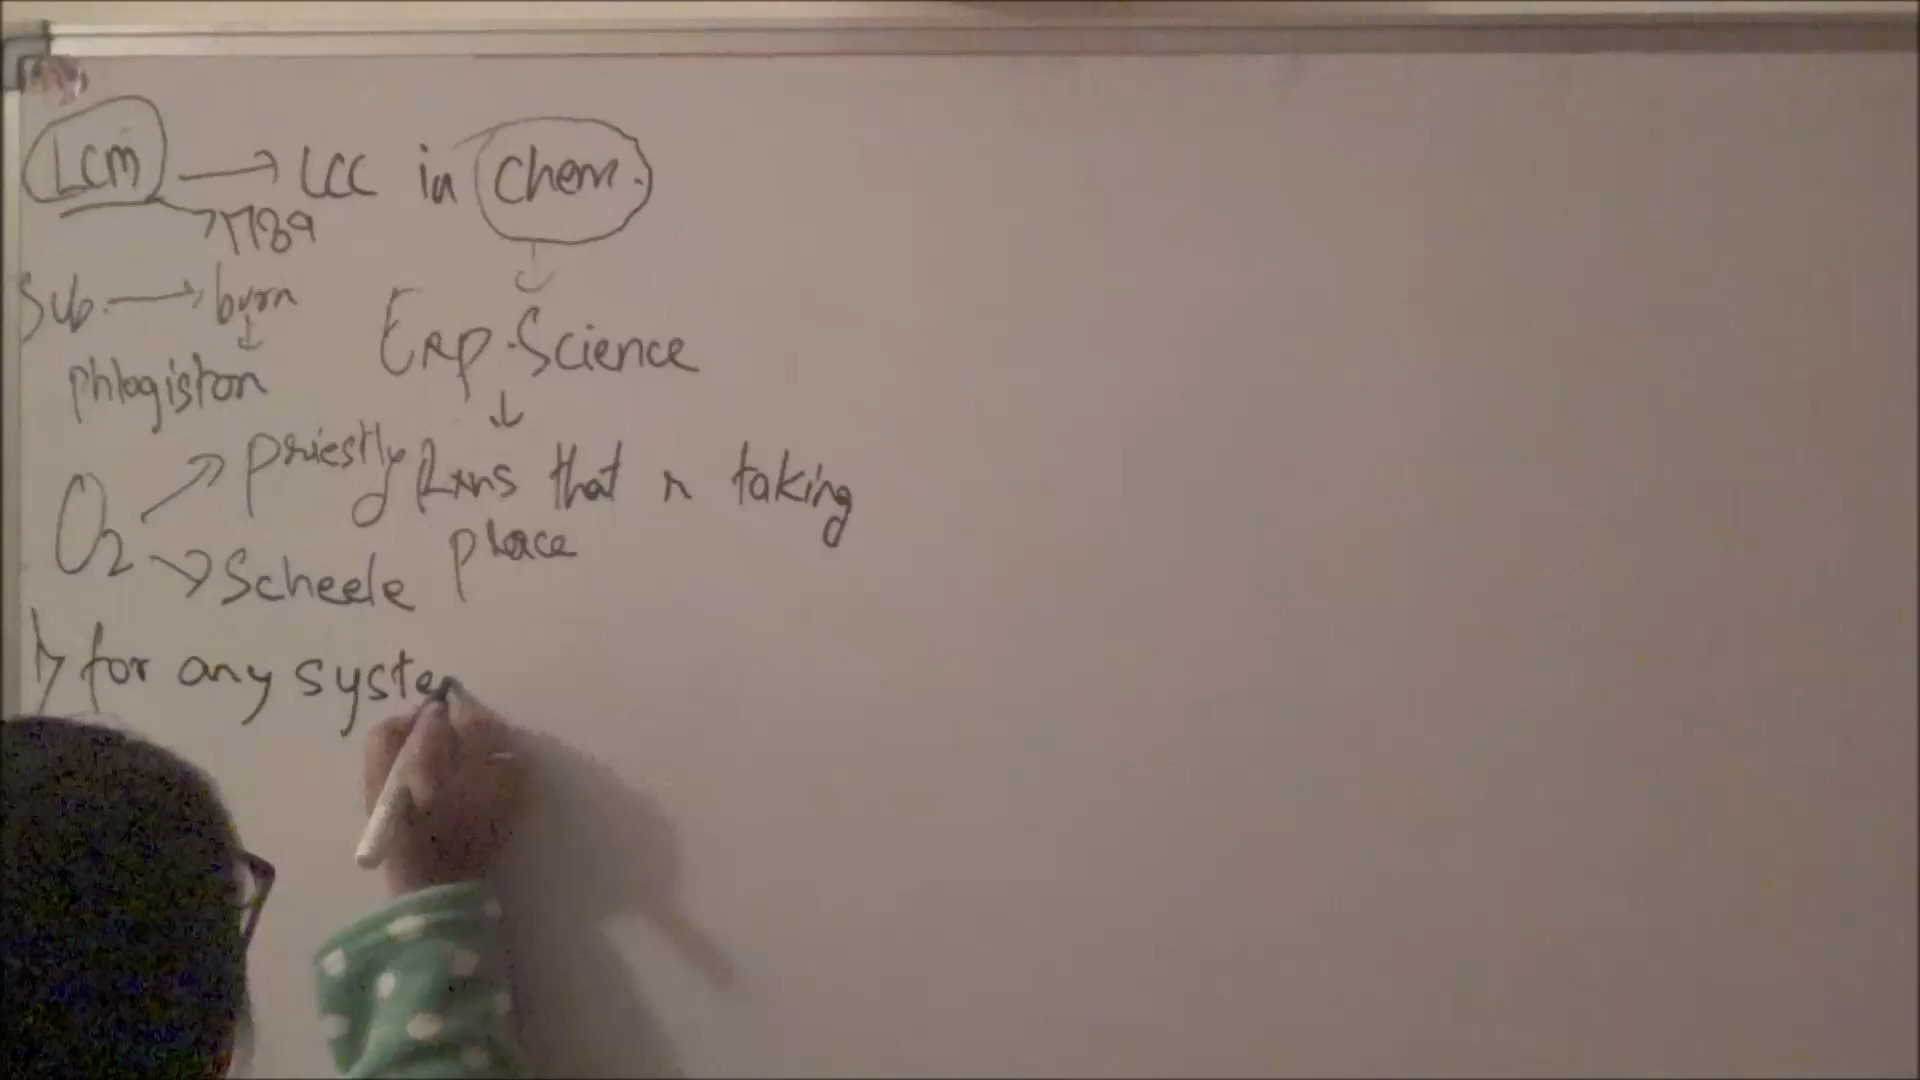 LCM → LCC in Chem.
→ 1789
Sub. → burn
↓
phlogiston
Exp. Science
↓
O2 → priestly
→ Scheele
Rxns that r taking
place
for any system